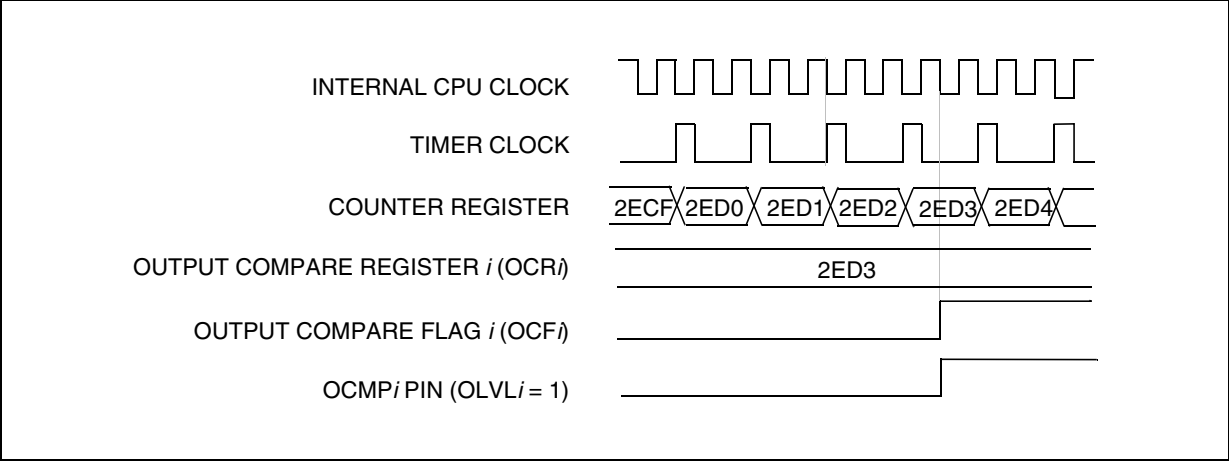 INTERNAL CPU CLOCK
TIMER CLOCK
COUNTER REGISTER 2ECF 2ED0 2ED1 2ED2 2ED3 2ED4
OUTPUT COMPARE REGISTER i (OCRi) 2ED3
OUTPUT COMPARE FLAG i (OCFi)
OCMPi PIN (OLVLi = 1)